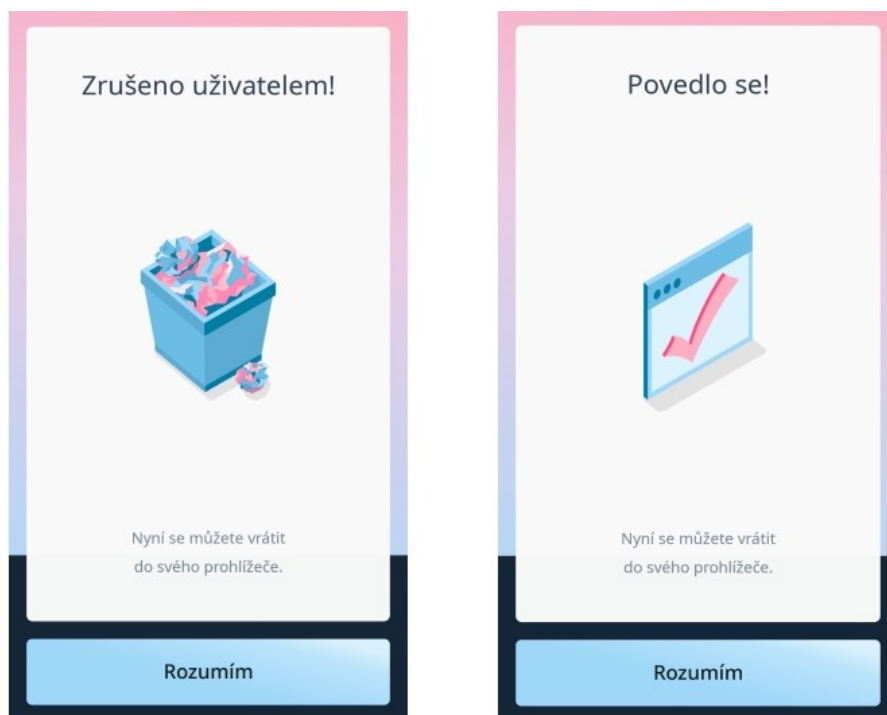 Zrušeno uživatelem!
Nyní se můžete vrátit
do svého prohlížeče.
Rozumím
Povedlo se!
Nyní se můžete vrátit
do svého prohlížeče.
Rozumím